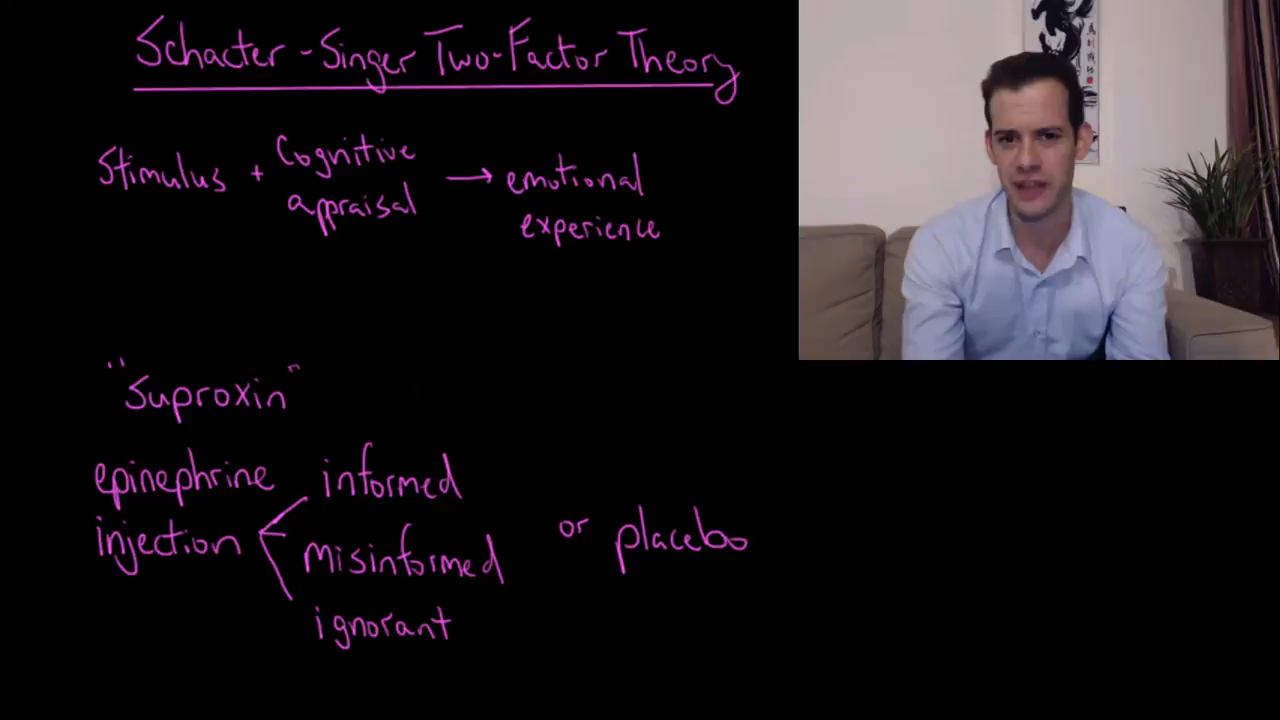 Schacter-Singer Two-Factor Theory
Stimulus + Cognitive appraisal → emotional experience
"Suproxin"
epinephrine injection
informed
misinformed
ignorant
or placebo